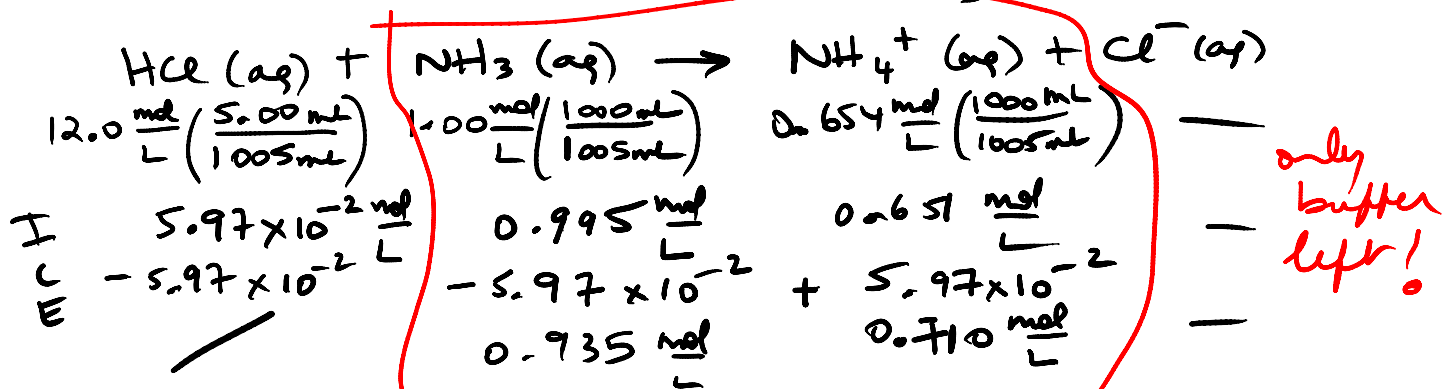 HCl (aq) + NH3 (aq) → NH4+ (aq) + Cl- (aq)
12.0 mol/L (5.00 mL/1005 mL) 1.00 mol/L (1000 mL/1005 mL) 0.654 mol/L (1000 mL/1005 mL) —
only buffer left!
I 5.97 x 10-2 mol/L 0.995 mol/L 0.651 mol/L —
C - 5.97 x 10-2 - 5.97 x 10-2 + 5.97 x 10-2
E 0.935 mol/L 0.710 mol/L —